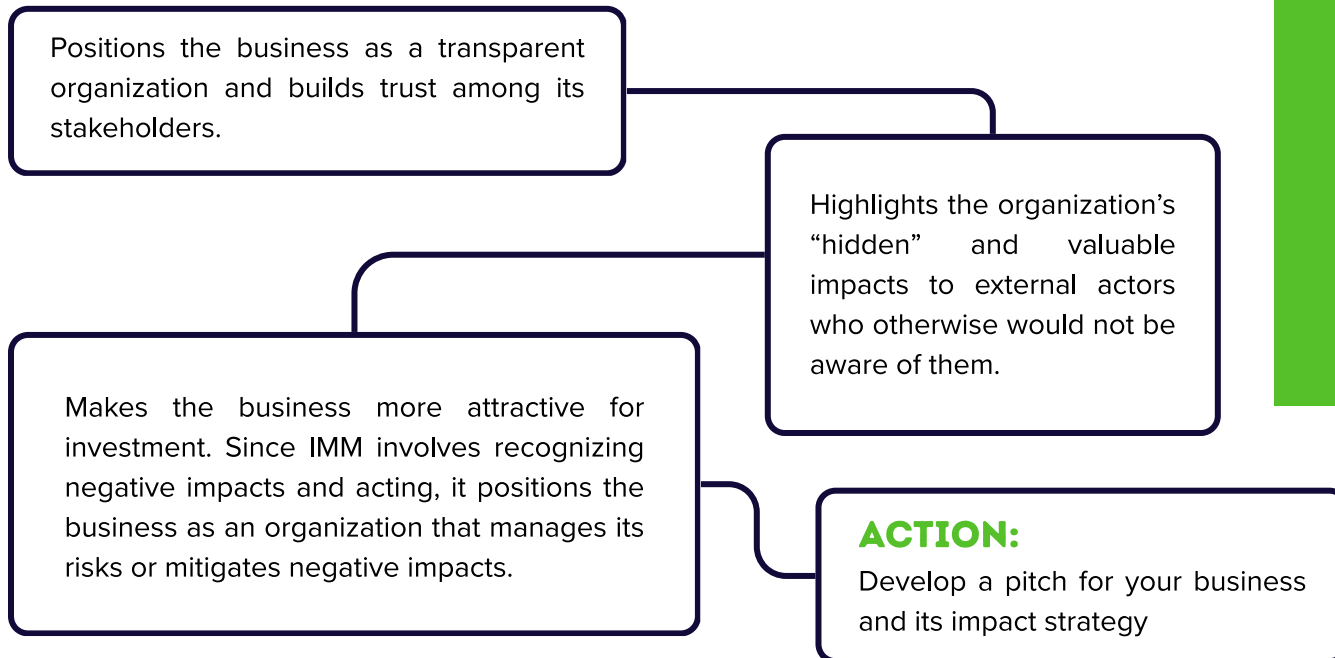 Positions the business as a transparent
organization and builds trust among its
stakeholders.
Highlights the organization’s
“hidden” and valuable
impacts to external actors
who otherwise would not be
aware of them.
Makes the business more attractive for
investment. Since IMM involves recognizing
negative impacts and acting, it positions the
business as an organization that manages its
risks or mitigates negative impacts.
ACTION:
Develop a pitch for your business
and its impact strategy